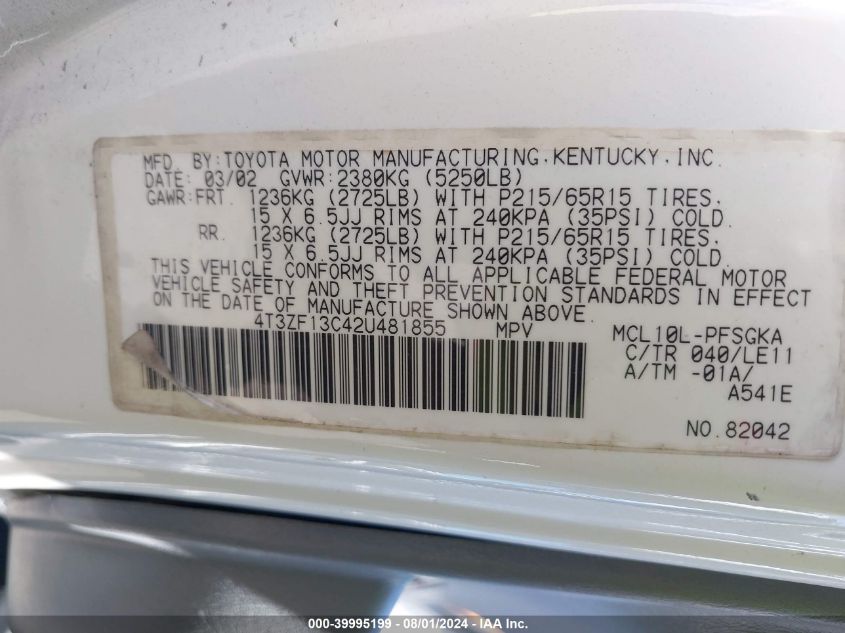 MFD. BY:TOYOTA MOTOR MANUFACTURING.KENTUCKY.INC.
DATE: 03/02 GVWR:2380KG (5250LB)
GAWR:FRT. 1236KG (2725LB) WITH P215/65R15 TIRES.
15 X 6.5JJ RIMS AT 240KPA (35PSI) COLD.
RR. 1236KG (2725LB) WITH P215/65R15 TIRES.
15 X 6.5JJ RIMS AT 240KPA (35PSI) COLD.
THIS VEHICLE CONFORMS TO ALL APPLICABLE FEDERAL MOTOR
VEHICLE SAFETY AND THEFT PREVENTION STANDARDS IN EFFECT
ON THE DATE OF MANUFACTURE SHOWN ABOVE.
4T3ZF13C42U481855 MPV MCL10L-PFSGKA
C/TR 040/LE11
A/TM -01A/
A541E
NO.82042
000-39995199 - 08/01/2024 - IAA Inc.